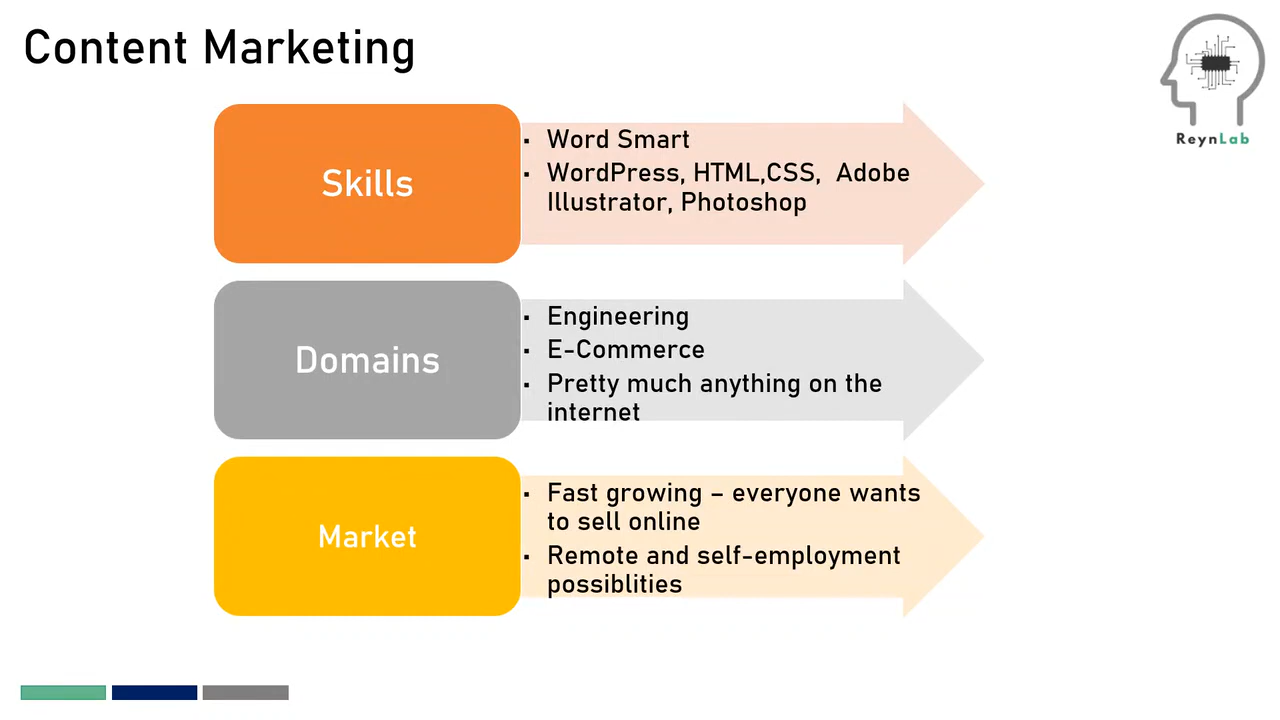 Content Marketing
ReynLab
Skills
▪ Word Smart
▪ WordPress, HTML,CSS,  Adobe
Illustrator, Photoshop
Domains
▪ Engineering
▪ E-Commerce
▪ Pretty much anything on the
internet
Market
▪ Fast growing – everyone wants
to sell online
▪ Remote and self-employment
possiblities